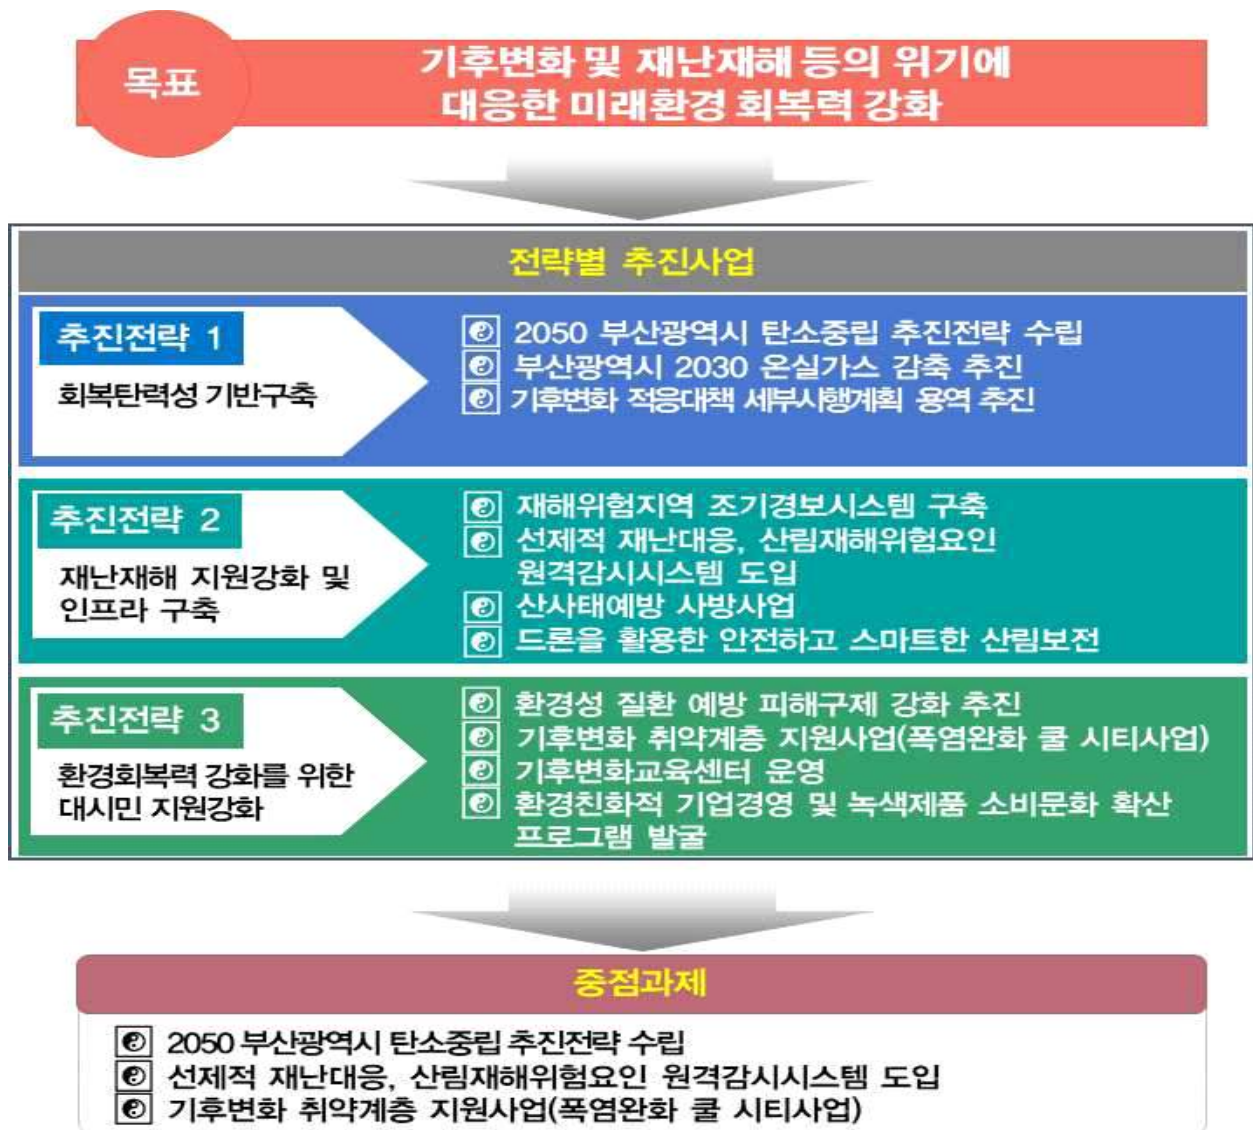 목표
기후변화 및 재난재해 등의 위기에
대응한 미래환경 회복력 강화
전략별 추진사업
추진전략 1
회복탄력성 기반구축
2050 부산광역시 탄소중립 추진전략 수립
부산광역시 2030 온실가스 감축 추진
기후변화 적응대책 세부시행계획 용역 추진
추진전략 2
재난재해 지원강화 및
인프라 구축
재해위험지역 조기경보시스템 구축
선제적 재난대응, 산림재해위험요인
원격감시시스템 도입
산사태예방 사방사업
드론을 활용한 안전하고 스마트한 산림보전
추진전략 3
환경회복력 강화를 위한
대시민 지원강화
환경성 질환 예방 피해구제 강화 추진
기후변화 취약계층 지원사업(폭염완화 쿨 시티사업)
기후변화교육센터 운영
환경친화적 기업경영 및 녹색제품 소비문화 확산
프로그램 발굴
중점과제
2050 부산광역시 탄소중립 추진전략 수립
선제적 재난대응, 산림재해위험요인 원격감시시스템 도입
기후변화 취약계층 지원사업(폭염완화 쿨 시티사업)